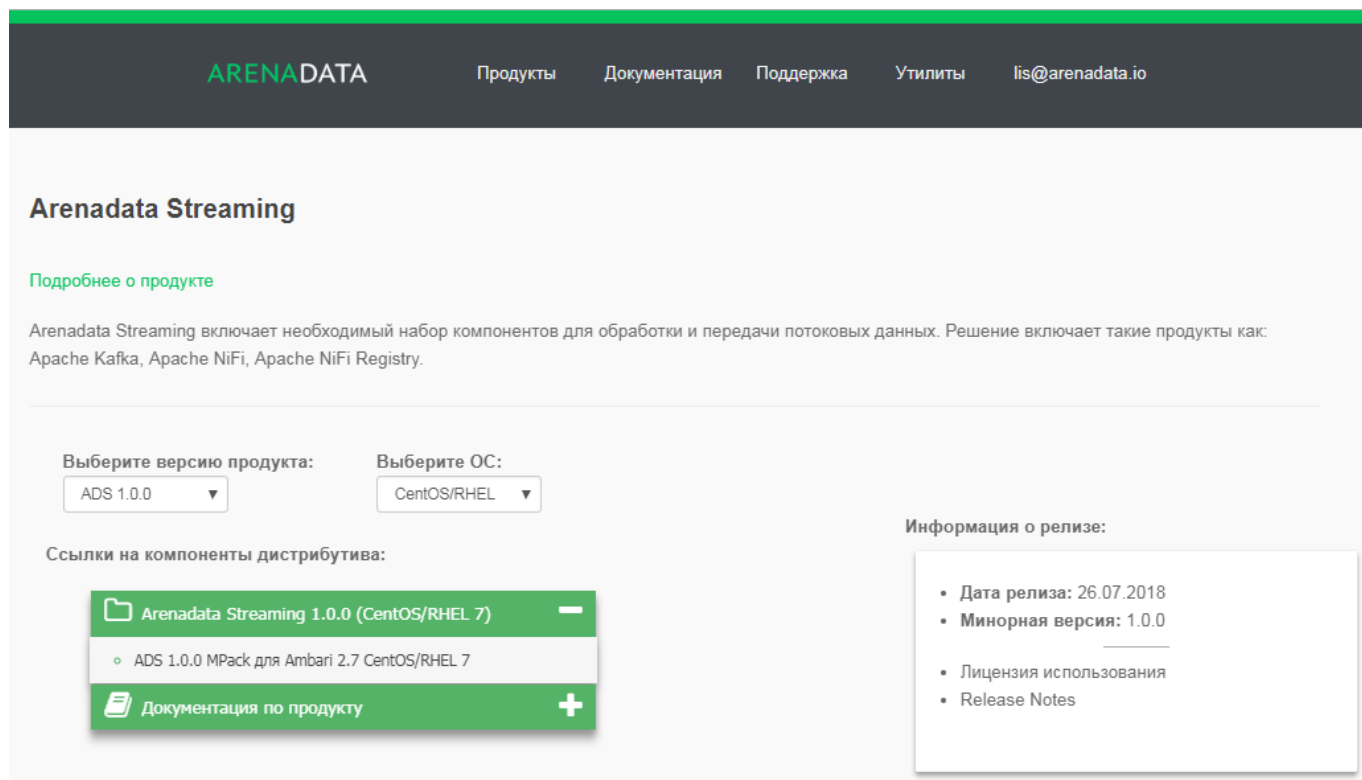 ARENADATA Продукты Документация Поддержка Утилиты lis@arenadata.io
Arenadata Streaming
Подробнее о продукте
Arenadata Streaming включает необходимый набор компонентов для обработки и передачи потоковых данных. Решение включает такие продукты как:
Apache Kafka, Apache NiFi, Apache NiFi Registry.
Выберите версию продукта: Выберите ОС:
ADS 1.0.0 CentOS/RHEL
Ссылки на компоненты дистрибутива:
Arenadata Streaming 1.0.0 (CentOS/RHEL 7)
ADS 1.0.0 MPack для Ambari 2.7 CentOS/RHEL 7
Документация по продукту
Информация о релизе:
Дата релиза: 26.07.2018
Минорная версия: 1.0.0
Лицензия использования
Release Notes